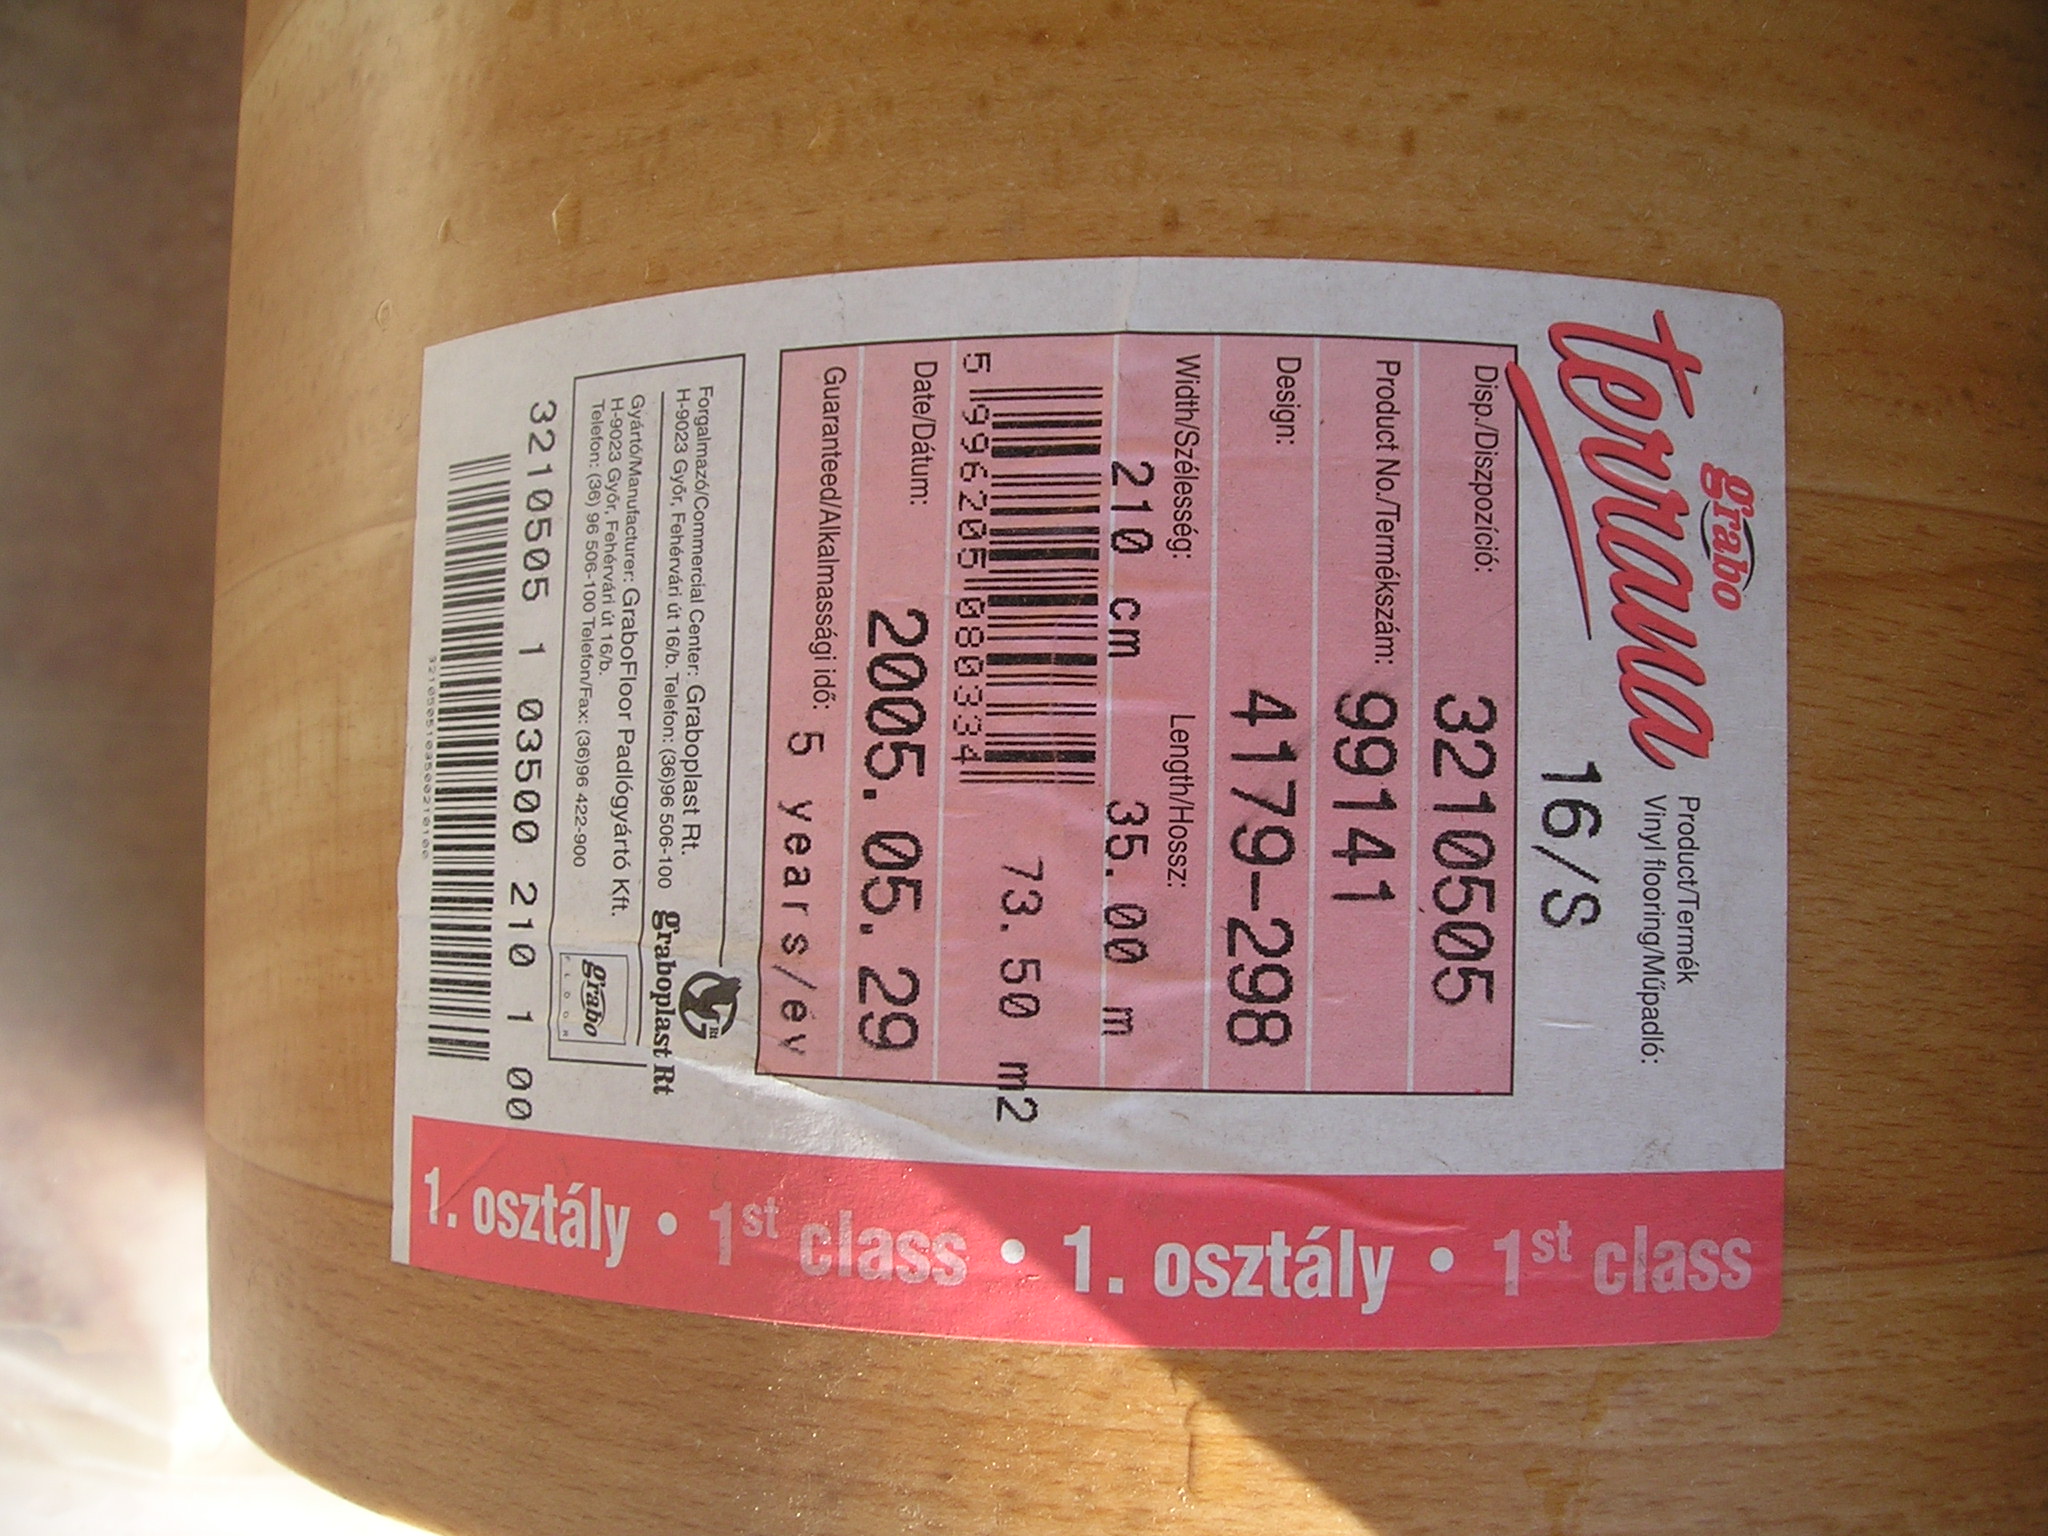 grabo
terrana
Product/Termék
Vinyl flooring/Műpadló:
16/S
Disp./Diszpozíció: 3210505
Product No./Termékszám: 99141
Design: 4179-298
Width/Szélesség: Length/Hossz:
210 cm 35.00 m
73.50 m2
5 996205 080334
Date/Dátum: 2005.05.29
Guaranteed/Alkalmassági idő: 5 years/év
Forgalmazó/Commercial Center: Graboplast Rt.
H-9023 Győr, Fehérvári út 16/b. Telefon: (36)96 506-100
graboplast Rt
Gyártó/Manufacturer: GraboFloor Padlógyártó Kft.
H-9023 Győr, Fehérvári út 16/b.
Telefon: (36) 96 506-100 Telefon/Fax: (36)96 422-900
grabo
FLOOR
3210505 1 03500 210 1 00
3210505103500210100
1. osztály • 1st class • 1. osztály • 1st class